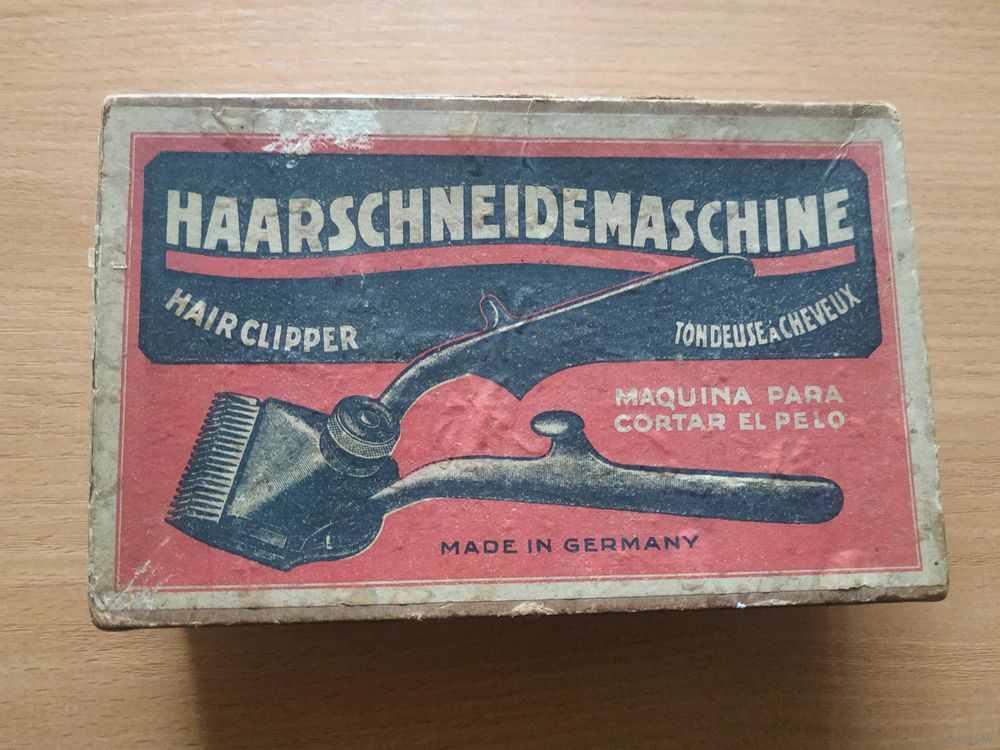 HAARSCHNEIDEMASCHINE
HAIR CLIPPER
TONDEUSE A CHEVEUX
MAQUINA PARA
CORTAR EL PELO
MADE IN GERMANY